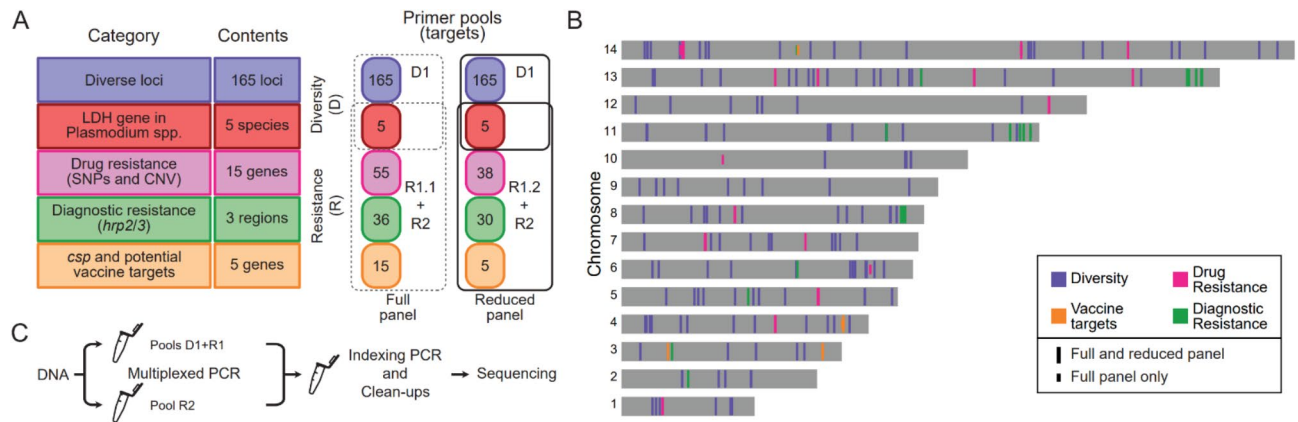 A
Category
Contents
Primer pools
(targets)
Diverse loci
165 loci
LDH gene in
Plasmodium spp.
5 species
Drug resistance
(SNPs and CNV)
15 genes
Diagnostic resistance
(hrp2/3)
3 regions
csp and potential
vaccine targets
5 genes
Diversity
(D)
Resistance
(R)
165
D1
5
55
R1.1
+
R2
36
15
Full
panel
165
D1
5
38
R1.2
+
R2
30
5
Reduced
panel
B
Chromosome
14
13
12
11
10
9
8
7
6
5
4
3
2
1
Diversity
Drug
Resistance
Vaccine
targets
Diagnostic
Resistance
Full and reduced panel
Full panel only
C
DNA
Pools D1+R1
Multiplexed PCR
Pool R2
Indexing PCR
and
Clean-ups
Sequencing